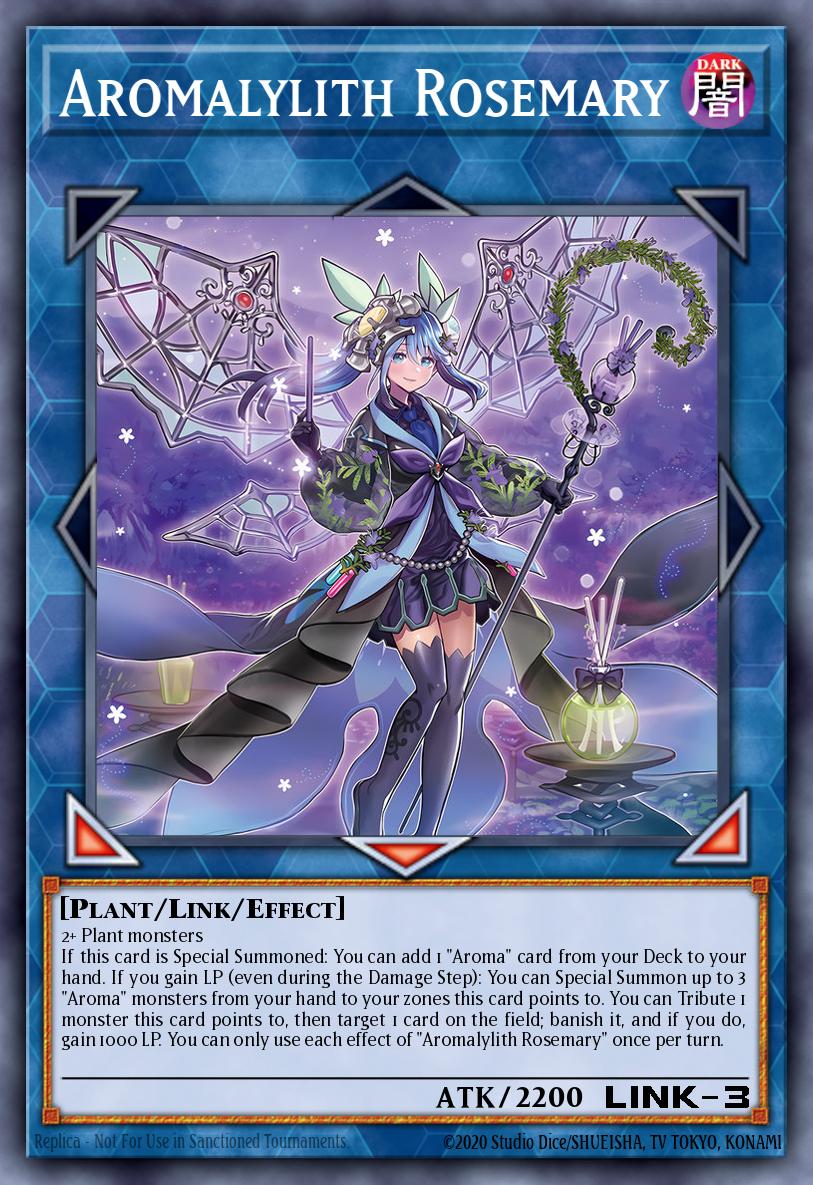 AROMALYLITH ROSEMARY
DARK
闇
[PLANT/LINK/EFFECT]
2+ Plant monsters
If this card is Special Summoned: You can add 1 "Aroma" card from your Deck to your
hand. If you gain LP (even during the Damage Step): You can Special Summon up to 3
"Aroma" monsters from your hand to your zones this card points to. You can Tribute 1
monster this card points to, then target 1 card on the field; banish it, and if you do,
gain 1000 LP. You can only use each effect of "Aromalylith Rosemary" once per turn.
ATK/2200 LINK-3
Replica - Not For Use in Sanctioned Tournaments.
©2020 Studio Dice/SHUEISHA, TV TOKYO, KONAMI